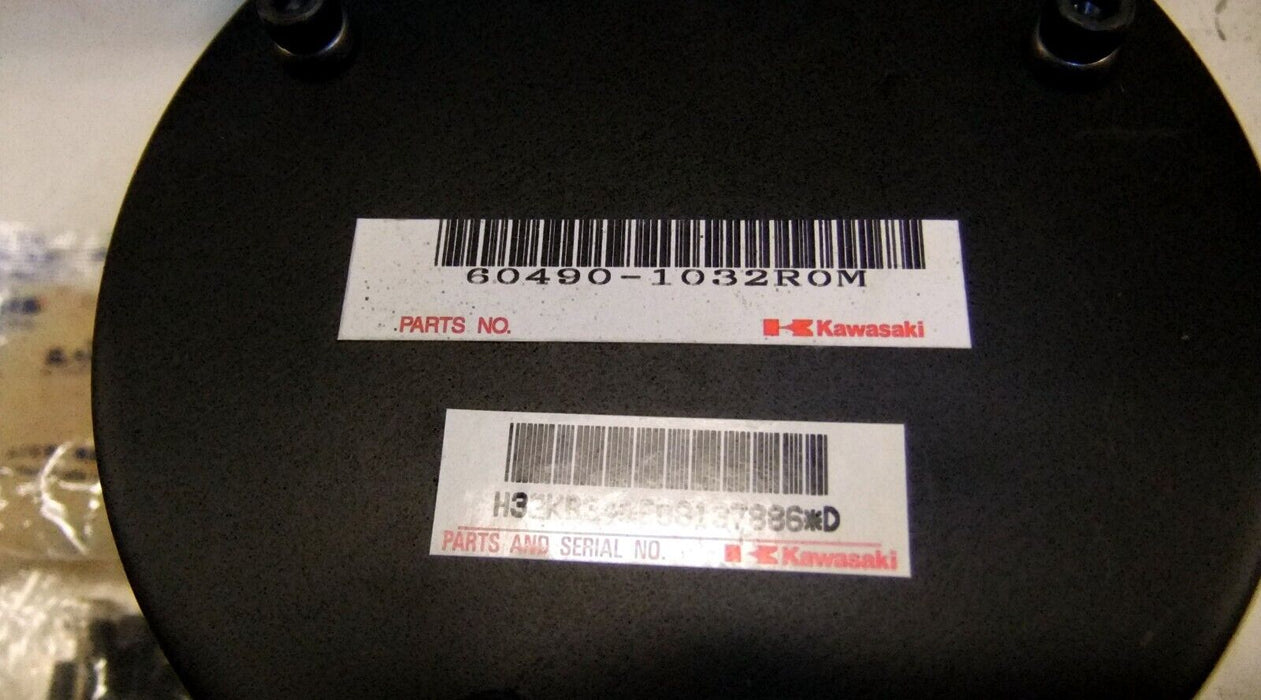 60490-1032ROM
PARTS NO. Kawasaki
PARTS AND SERIAL NO. Kawasaki